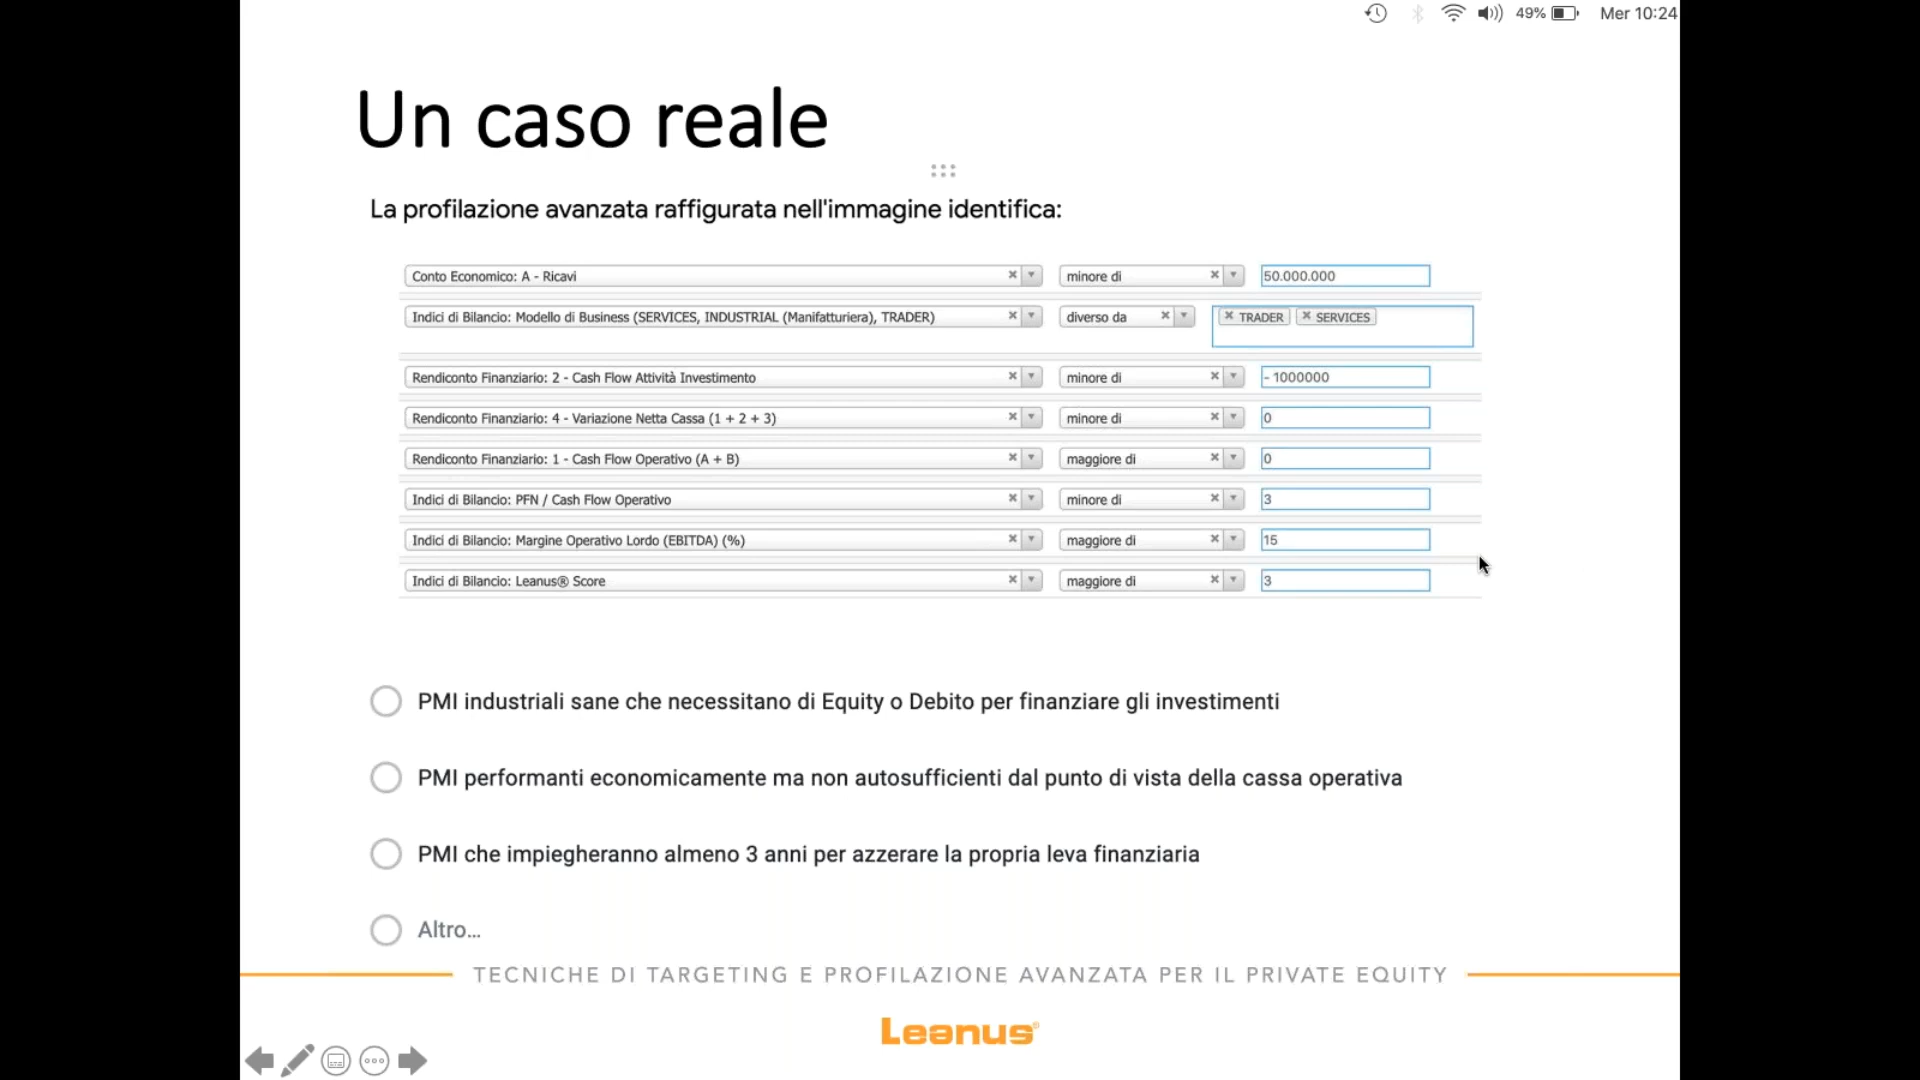 49% Mer 10:24
Un caso reale
La profilazione avanzata raffigurata nell'immagine identifica:
Conto Economico: A - Ricavi minore di 50.000.000
Indici di Bilancio: Modello di Business (SERVICES, INDUSTRIAL (Manifatturiera), TRADER) diverso da TRADER SERVICES
Rendiconto Finanziario: 2 - Cash Flow Attività Investimento minore di - 1000000
Rendiconto Finanziario: 4 - Variazione Netta Cassa (1 + 2 + 3) minore di 0
Rendiconto Finanziario: 1 - Cash Flow Operativo (A + B) maggiore di 0
Indici di Bilancio: PFN / Cash Flow Operativo minore di 3
Indici di Bilancio: Margine Operativo Lordo (EBITDA) (%) maggiore di 15
Indici di Bilancio: Leanus® Score maggiore di 3
PMI industriali sane che necessitano di Equity o Debito per finanziare gli investimenti
PMI performanti economicamente ma non autosufficienti dal punto di vista della cassa operativa
PMI che impiegheranno almeno 3 anni per azzerare la propria leva finanziaria
Altro...
TECNICHE DI TARGETING E PROFILAZIONE AVANZATA PER IL PRIVATE EQUITY
Leanus®